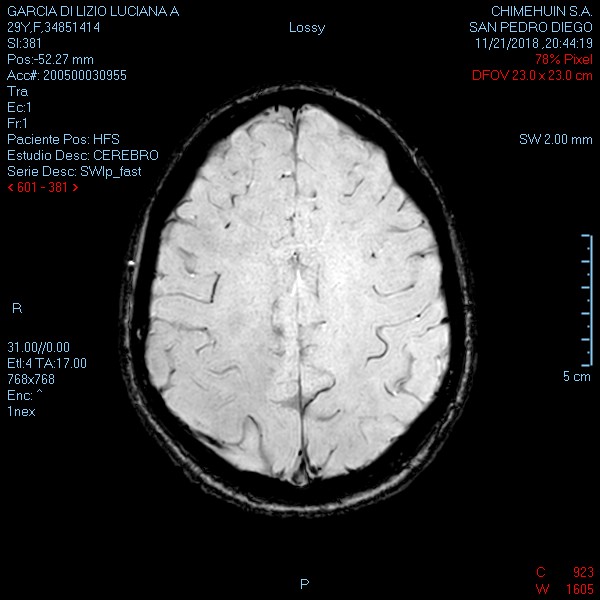 GARCIA DI LIZIO LUCIANA A
29Y,F,34851414
Sl:381
Pos:-52.27 mm
Acc#: 200500030955
Tra
Ec:1
Fr:1
Paciente Pos: HFS
Estudio Desc: CEREBRO
Serie Desc: SWIp_fast
< 601 - 381 >
Lossy
CHIMEHUIN S.A.
SAN PEDRO DIEGO
11/21/2018 ,20:44:19
78% Pixel
DFOV 23.0 x 23.0 cm
SW 2.00 mm
R
5 cm
31.00//0.00
Etl:4 TA:17.00
768x768
Enc: ^
1nex
P
C 923
W 1605